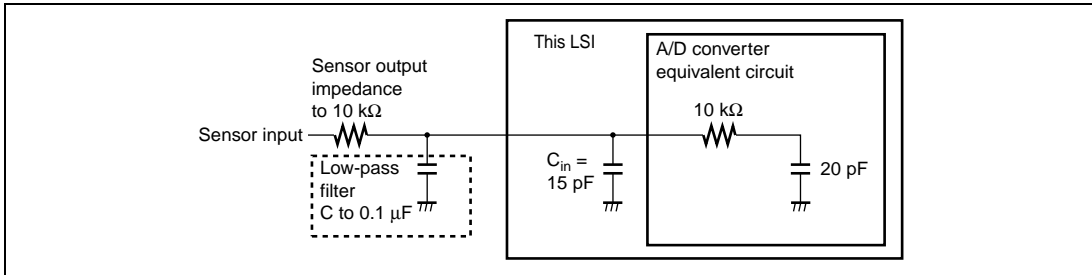 This LSI
A/D converter
equivalent circuit
Sensor output
impedance
to 10 kΩ
10 kΩ
Sensor input
Low-pass
filter
C to 0.1 μF
Cin =
15 pF
20 pF